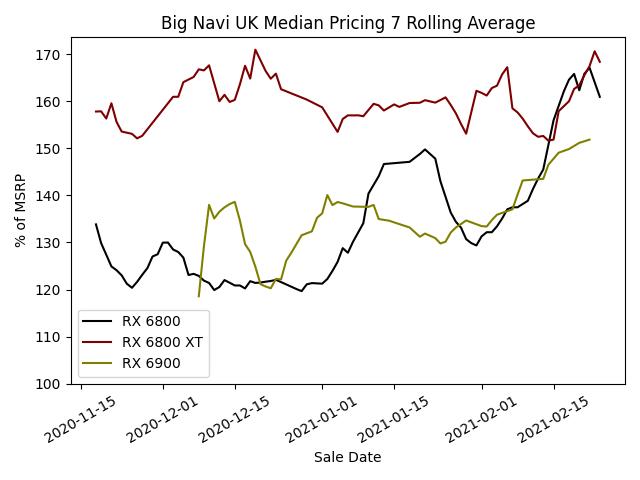 Big Navi UK Median Pricing 7 Rolling Average
% of MSRP
170
160
150
140
130
120
110
100
RX 6800
RX 6800 XT
RX 6900
2020-11-15
2020-12-01
2020-12-15
2021-01-01
2021-01-15
2021-02-01
2021-02-15
Sale Date